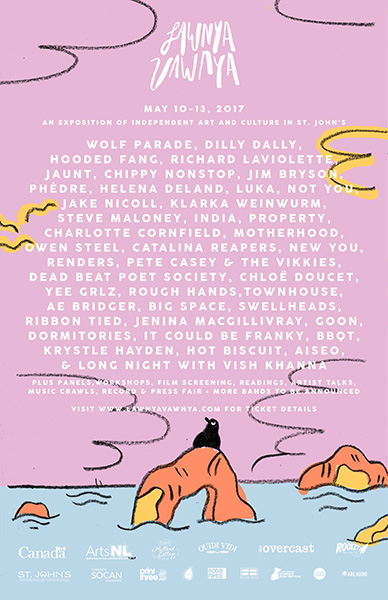 LAWNYA
VAWNYA
MAY 10-13, 2017
AN EXPOSITION OF INDEPENDENT ART AND CULTURE IN ST. JOHN'S
WOLF PARADE, DILLY DALLY,
HOODED FANG, RICHARD LAVIOLETTE,
JAUNT, CHIPPY NONSTOP, JIM BRYSON,
PHÈDRE, HELENA DELAND, LUKA, NOT YOU,
JAKE NICOLL, KLARKA WEINWURM,
STEVE MALONEY, INDIA, PROPERTY,
CHARLOTTE CORNFIELD, MOTHERHOOD,
OWEN STEEL, CATALINA REAPERS, NEW YOU,
RENDERS, PETE CASEY & THE VIKKIES,
DEAD BEAT POET SOCIETY, CHLOË DOUCET,
YEE GRLZ, ROUGH HANDS,TOWNHOUSE,
AE BRIDGER, BIG SPACE, SWELLHEADS,
RIBBON TIED, JENINA MACGILLIVRAY, GOON,
DORMITORIES, IT COULD BE FRANKY, BBQT,
KRYSTLE HAYDEN, HOT BISCUIT, AISEO,
& LONG NIGHT WITH VISH KHANNA
PLUS PANELS,WORKSHOPS, FILM SCREENING, READINGS, ARTIST TALKS,
MUSIC CRAWLS, RECORD & PRESS FAIR + MORE BANDS TO BE ANNOUNCED
VISIT WWW.LAWNYAVAWNYA.COM FOR TICKET DETAILS
Canada ArtsNL QUIDI VIDI overcast ROCKET
ST. JOHN'S SOCAN print three